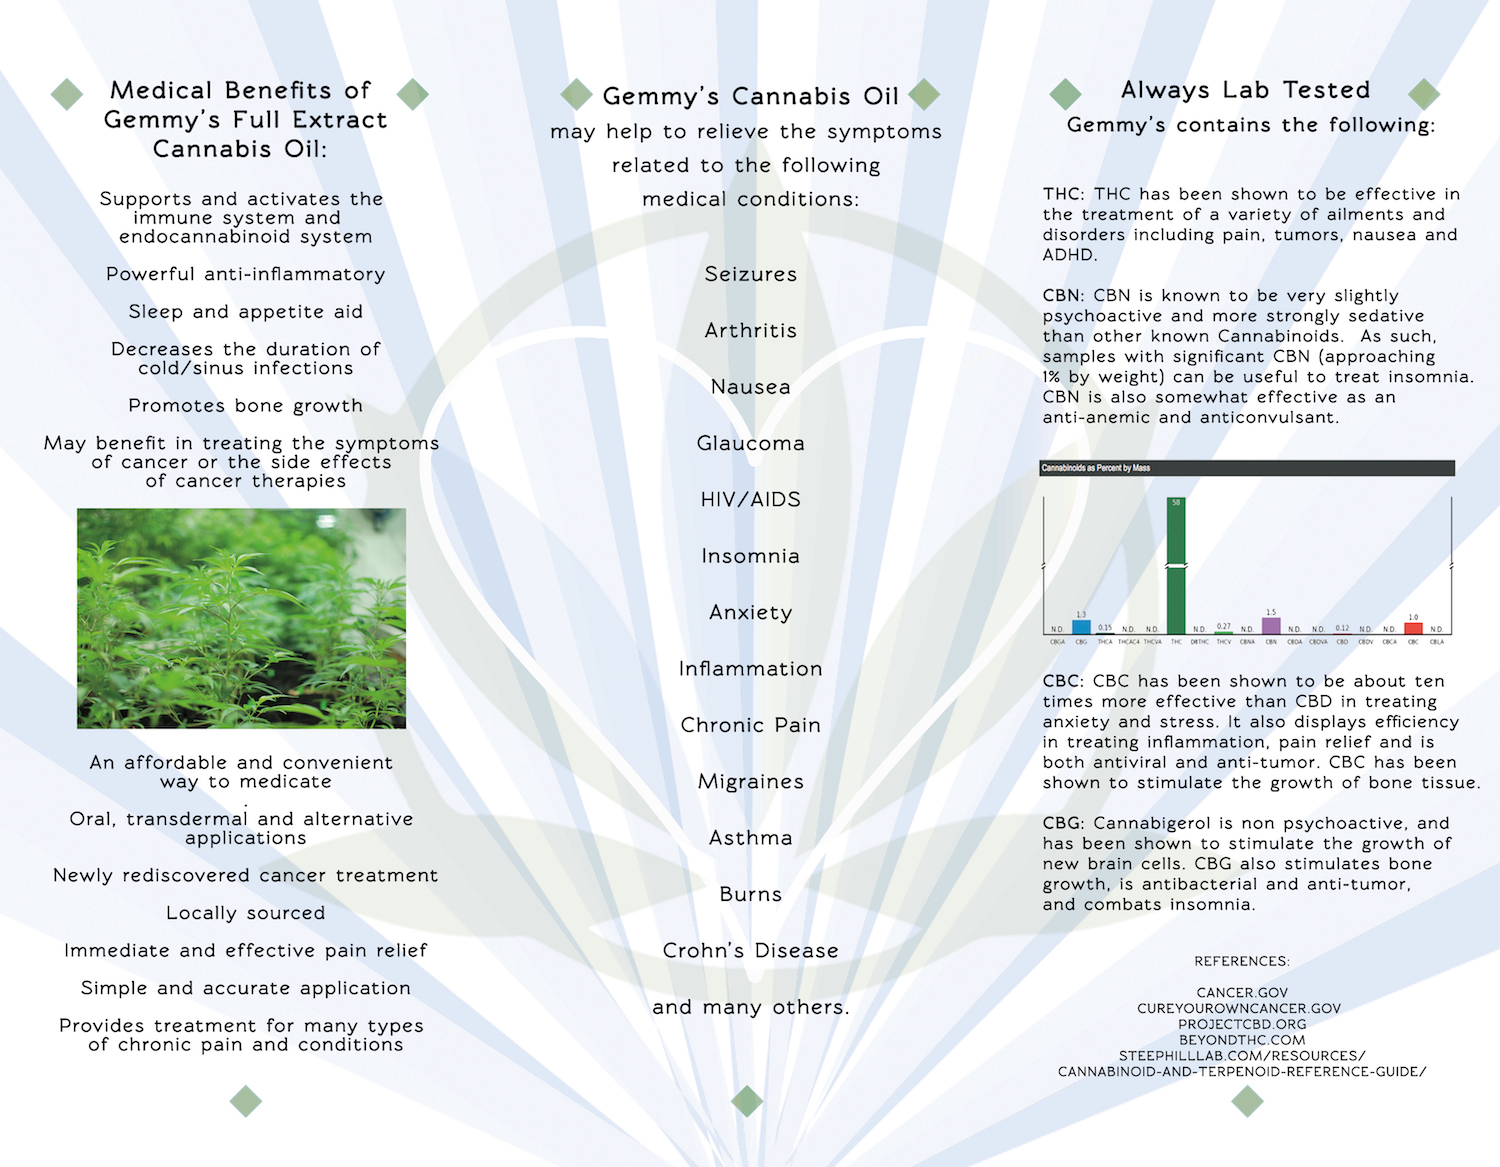 Medical Benefits of
Gemmy's Full Extract
Cannabis Oil:
Supports and activates the
immune system and
endocannabinoid system
Powerful anti-inflammatory
Sleep and appetite aid
Decreases the duration of
cold/sinus infections
Promotes bone growth
May benefit in treating the symptoms
of cancer or the side effects
of cancer therapies
An affordable and convenient
way to medicate
.
Oral, transdermal and alternative
applications
Newly rediscovered cancer treatment
Locally sourced
Immediate and effective pain relief
Simple and accurate application
Provides treatment for many types
of chronic pain and conditions
Gemmy's Cannabis Oil
may help to relieve the symptoms
related to the following
medical conditions:
Seizures
Arthritis
Nausea
Glaucoma
HIV/AIDS
Insomnia
Anxiety
Inflammation
Chronic Pain
Migraines
Asthma
Burns
Crohn's Disease
and many others.
Always Lab Tested
Gemmy's contains the following:
THC: THC has been shown to be effective in
the treatment of a variety of ailments and
disorders including pain, tumors, nausea and
ADHD.
CBN: CBN is known to be very slightly
psychoactive and more strongly sedative
than other known Cannabinoids. As such,
samples with significant CBN (approaching
1% by weight) can be useful to treat insomnia.
CBN is also somewhat effective as an
anti-anemic and anticonvulsant.
Cannabinoids as Percent by Mass
58
N.D. 1.3 0.15 N.D. N.D. N.D. 0.27 N.D. 1.5 N.D. N.D. 0.12 N.D. N.D. 1.0 N.D.
CBGA CBG THCA THCAC4 THCVA THC D8THC THCV CBNA CBN CBDA CBDVA CBD CBDV CBCA CBC CBLA
CBC: CBC has been shown to be about ten
times more effective than CBD in treating
anxiety and stress. It also displays efficiency
in treating inflammation, pain relief and is
both antiviral and anti-tumor. CBC has been
shown to stimulate the growth of bone tissue.
CBG: Cannabigerol is non psychoactive, and
has been shown to stimulate the growth of
new brain cells. CBG also stimulates bone
growth, is antibacterial and anti-tumor,
and combats insomnia.
REFERENCES:
CANCER.GOV
CUREYOUROWNCANCER.GOV
PROJECTCBD.ORG
BEYONDTHC.COM
STEEPHILLLAB.COM/RESOURCES/
CANNABINOID-AND-TERPENOID-REFERENCE-GUIDE/